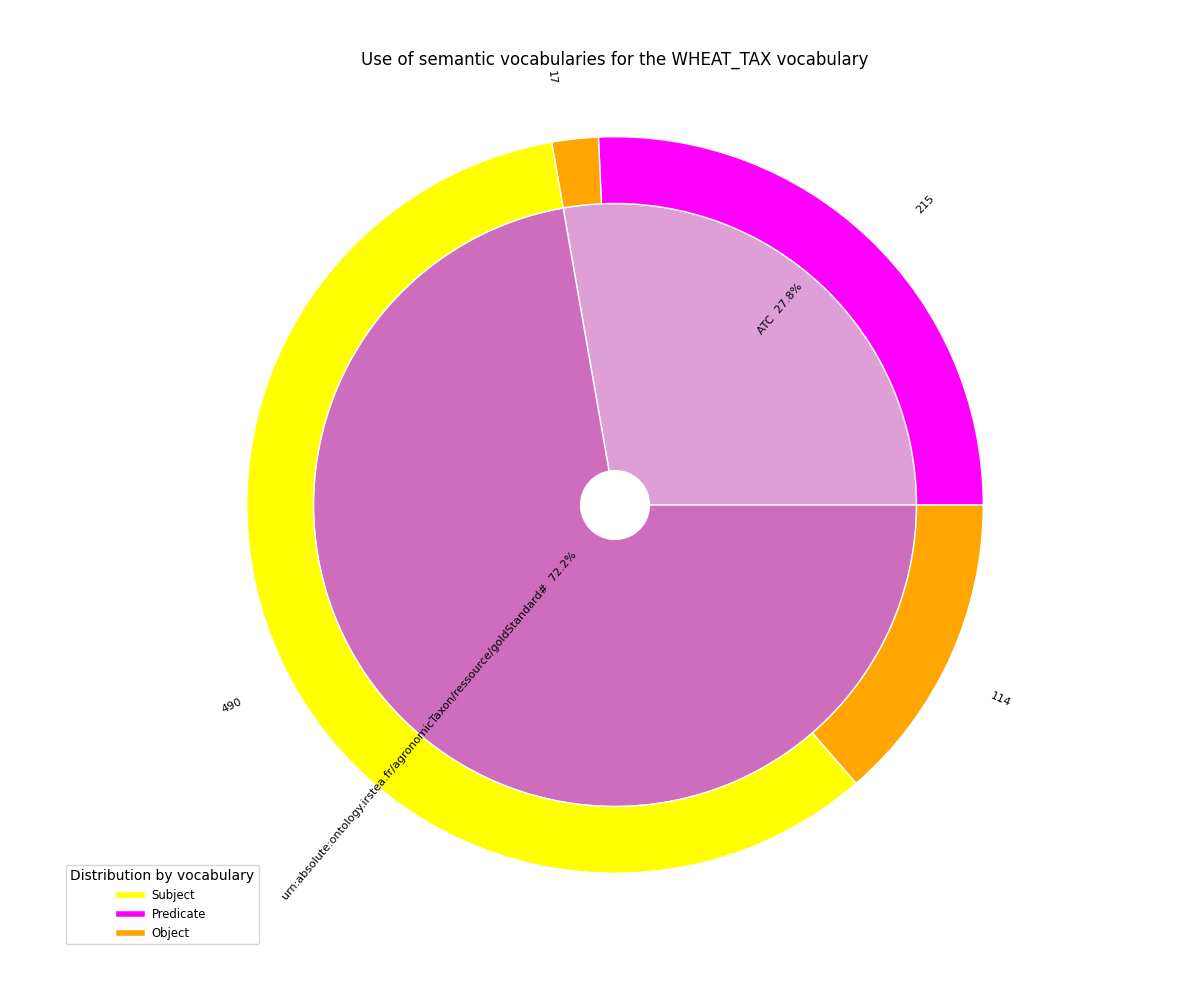 Use of semantic vocabularies for the WHEAT_TAX vocabulary
17
215
ATC  27.8%
urn:absolute:ontology.irstea.fr/agronomicTaxon/ressource/goldStandard#  72.2%
490
114
Distribution by vocabulary
Subject
Predicate
Object